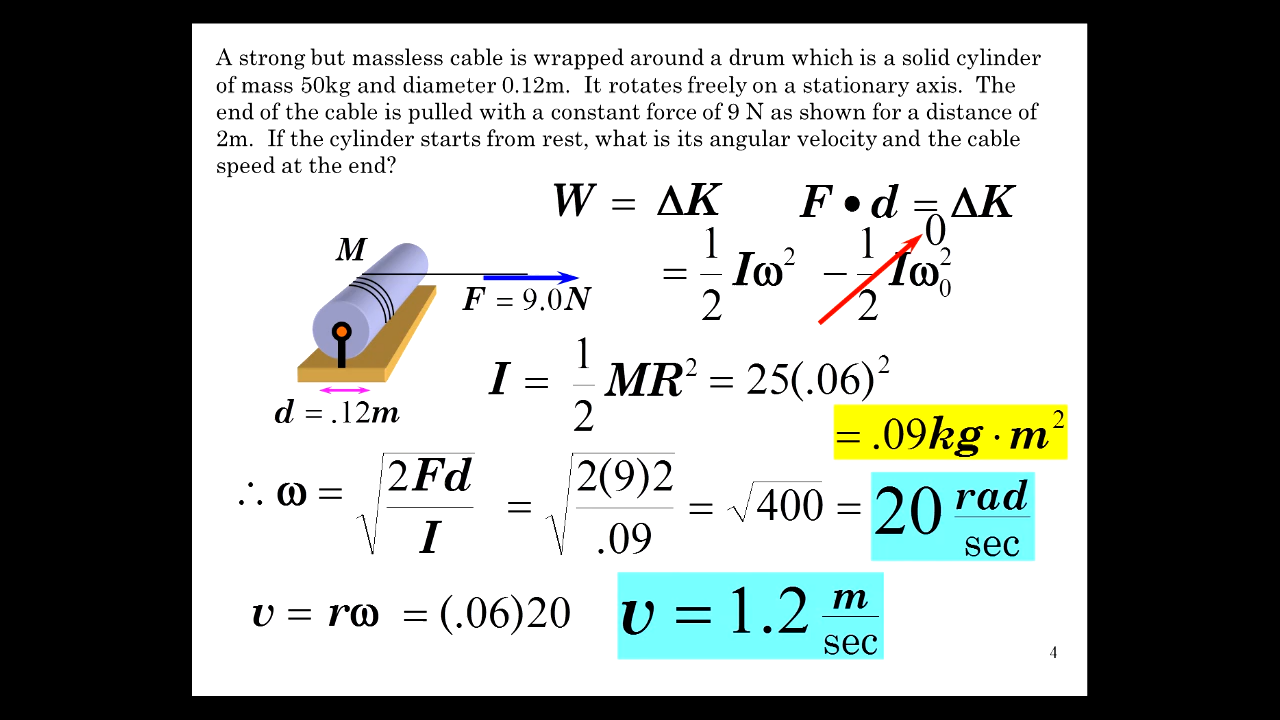 A strong but massless cable is wrapped around a drum which is a solid cylinder
of mass 50kg and diameter 0.12m. It rotates freely on a stationary axis. The
end of the cable is pulled with a constant force of 9 N as shown for a distance of
2m. If the cylinder starts from rest, what is its angular velocity and the cable
speed at the end?
W = ΔK F • d = ΔK
= 1/2 Iω² − 1/2 Iω₀² 0
M
F = 9.0N
d = .12m
I = 1/2 MR² = 25(.06)²
= .09kg · m²
∴ ω = √(2Fd/I) = √(2(9)2/.09) = √400 = 20 rad/sec
v = rω = (.06)20 v = 1.2 m/sec
4